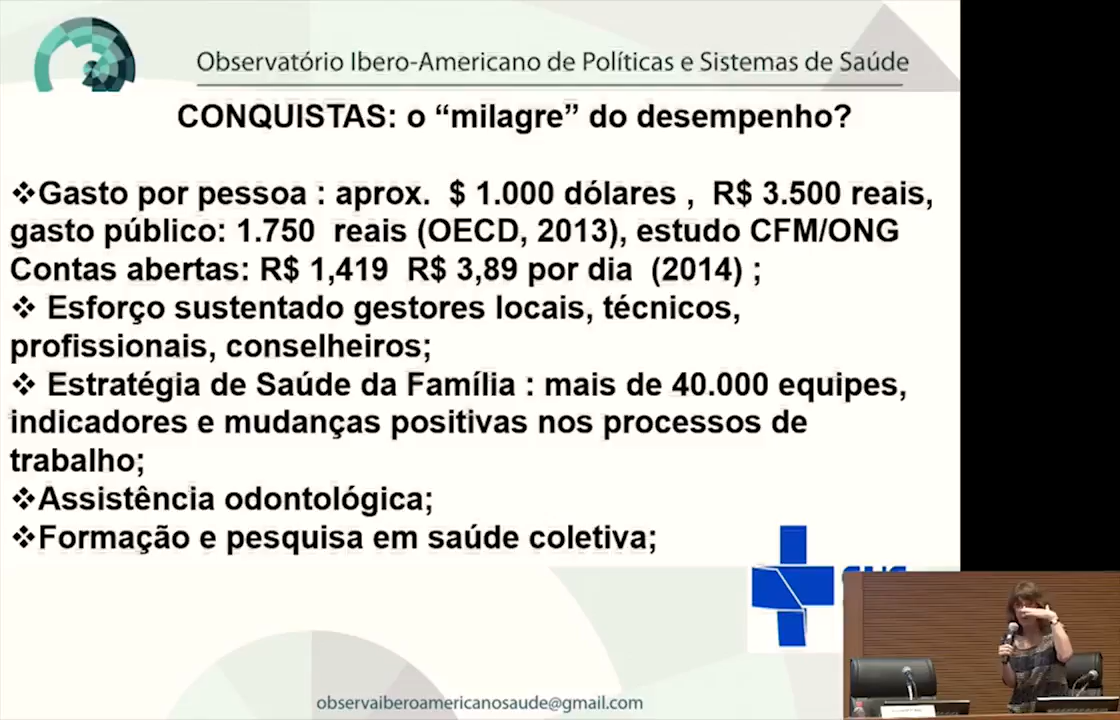 Observatório Ibero-Americano de Políticas e Sistemas de Saúde
CONQUISTAS: o “milagre” do desempenho?
❖Gasto por pessoa : aprox. $ 1.000 dólares , R$ 3.500 reais,
gasto público: 1.750 reais (OECD, 2013), estudo CFM/ONG
Contas abertas: R$ 1,419 R$ 3,89 por dia (2014) ;
❖ Esforço sustentado gestores locais, técnicos,
profissionais, conselheiros;
❖ Estratégia de Saúde da Família : mais de 40.000 equipes,
indicadores e mudanças positivas nos processos de
trabalho;
❖Assistência odontológica;
❖Formação e pesquisa em saúde coletiva;
observaiberoamericanosaude@gmail.com